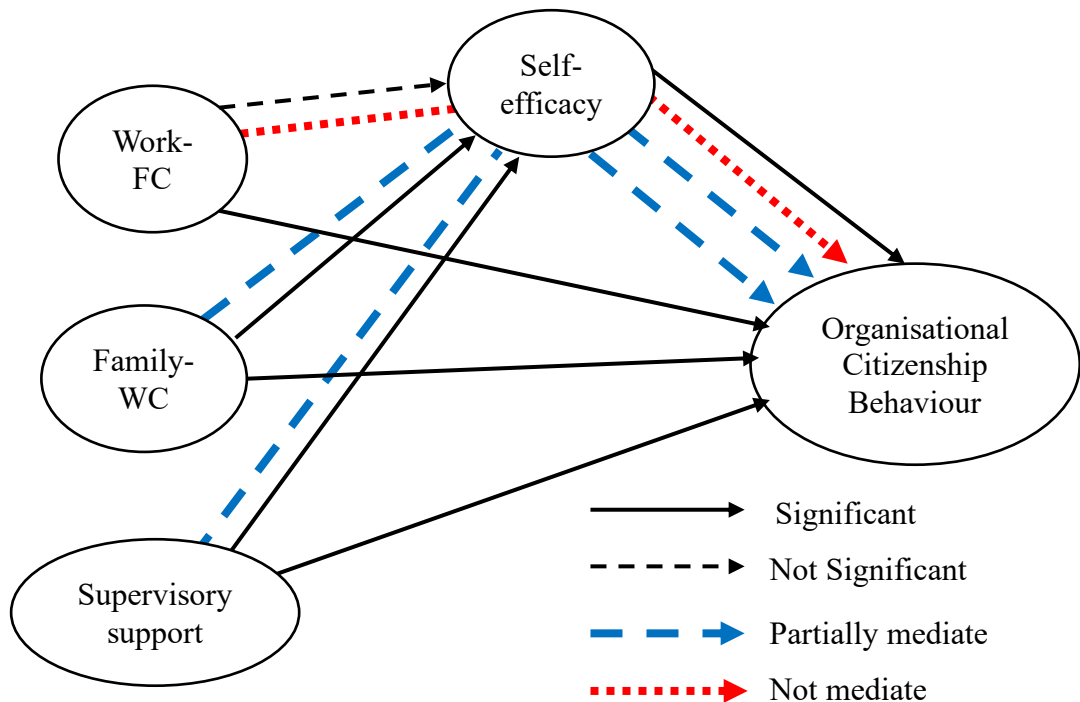 Self-
efficacy
Work-
FC
Family-
WC
Organisational
Citizenship
Behaviour
Supervisory
support
Significant
Not Significant
Partially mediate
Not mediate